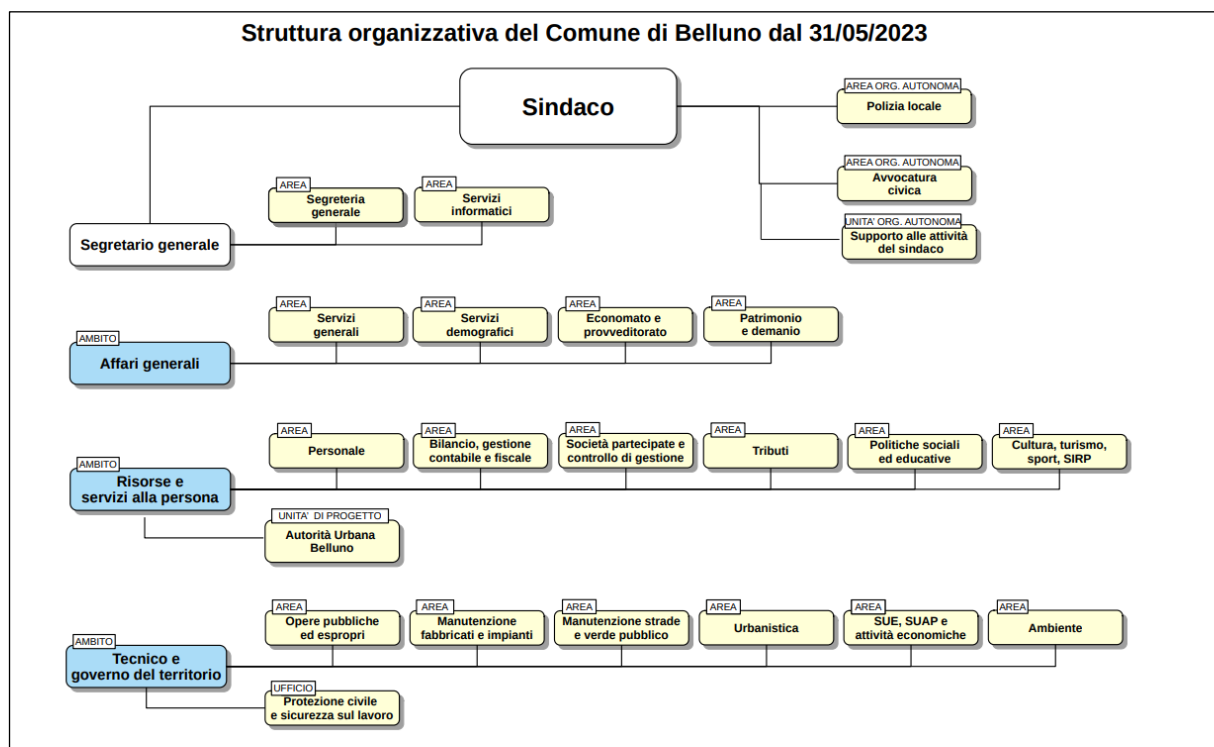 Struttura organizzativa del Comune di Belluno dal 31/05/2023
Sindaco
AREA ORG. AUTONOMA
Polizia locale
AREA ORG. AUTONOMA
Avvocatura
civica
UNITA' ORG. AUTONOMA
Supporto alle attività
del sindaco
Segretario generale
AREA
Segreteria
generale
AREA
Servizi
informatici
AMBITO
Affari generali
AREA
Servizi
generali
AREA
Servizi
demografici
AREA
Economato e
provveditorato
AREA
Patrimonio
e demanio
AMBITO
Risorse e
servizi alla persona
AREA
Personale
AREA
Bilancio, gestione
contabile e fiscale
AREA
Società partecipate e
controllo di gestione
AREA
Tributi
AREA
Politiche sociali
ed educative
AREA
Cultura, turismo,
sport, SIRP
UNITA' DI PROGETTO
Autorità Urbana
Belluno
AMBITO
Tecnico e
governo del territorio
AREA
Opere pubbliche
ed espropri
AREA
Manutenzione
fabbricati e impianti
AREA
Manutenzione strade
e verde pubblico
AREA
Urbanistica
AREA
SUE, SUAP e
attività economiche
AREA
Ambiente
UFFICIO
Protezione civile
e sicurezza sul lavoro